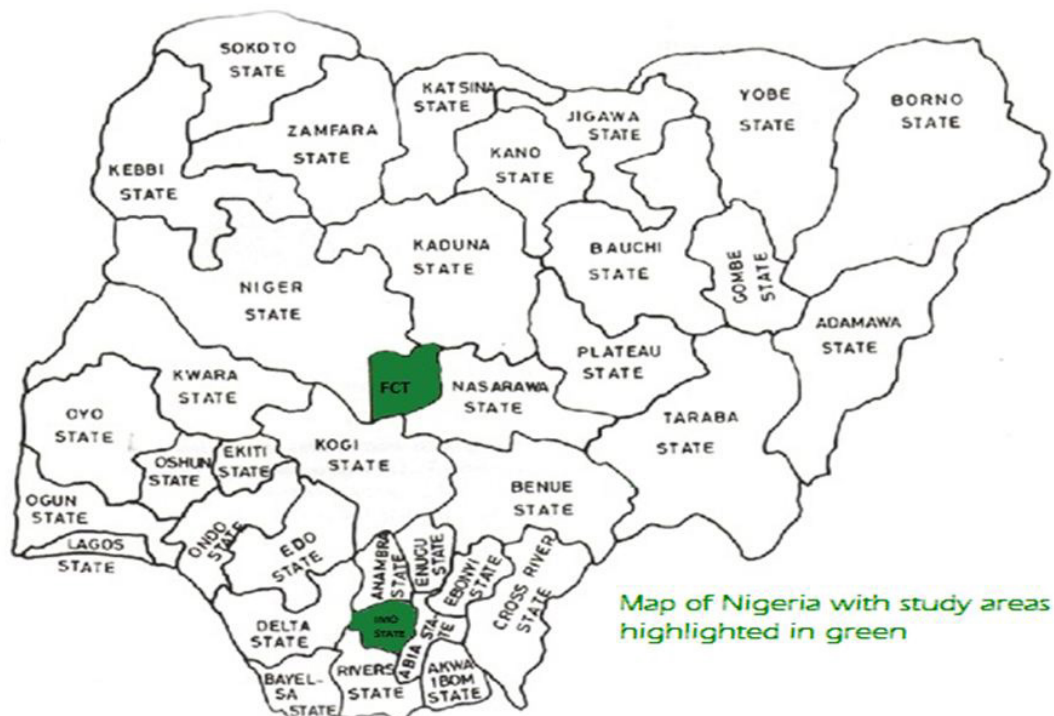 SOKOTO
STATE
KATSINA
STATE
YOBE
STATE
BORNO
STATE
ZAMFARA
STATE
JIGAWA
STATE
KANO
STATE
KEBBI
STATE
KADUNA
STATE
BAUCHI
STATE
GOMBE
STATE
NIGER
STATE
ADAMAWA
STATE
PLATEAU
STATE
FCT
NASARAWA
STATE
KWARA
STATE
TARABA
STATE
OYO
STATE
KOGI
STATE
OSHUN
STATE
EKITI
STATE
BENUE
STATE
OGUN
STATE
LAGOS
STATE
ONDO
STATE
EDO
STATE
ANAMBRA
STATE
ENUGU
STATE
EBONYI
STATE
CROSS RIVER
STATE
DELTA
STATE
IMO
STATE
ABIA STATE
RIVERS
STATE
AKWA
IBOM
STATE
BAYEL-
SA
STATE
Map of Nigeria with study areas
highlighted in green